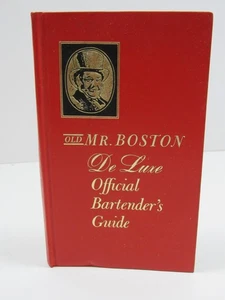 OLD MR. BOSTON
De Luxe
Official
Bartender's
Guide